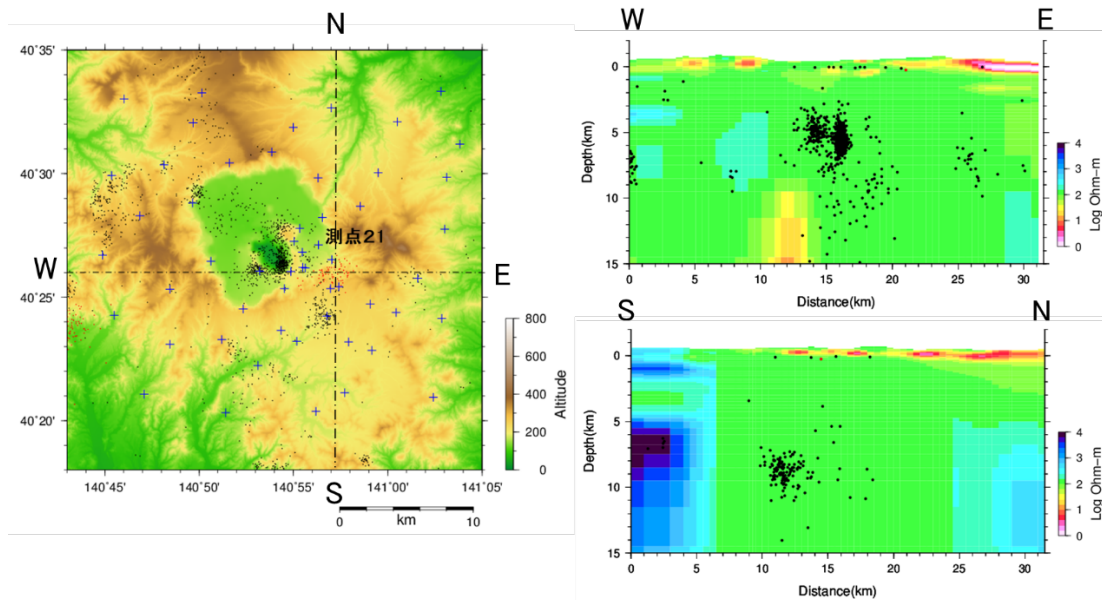 N
40˚35'
40˚30'
40˚25'
40˚20'
測点21
W
E
S
140˚45'
140˚50'
140˚55'
141˚00'
141˚05'
0
10
km
800
600
400
200
0
Altitude
W
E
0
5
10
15
Depth(km)
0
5
10
15
20
25
30
Distance(km)
4
3
2
1
0
Log Ohm-m
S
N
0
5
10
15
Depth(km)
0
5
10
15
20
25
30
Distance(km)
4
3
2
1
0
Log Ohm-m